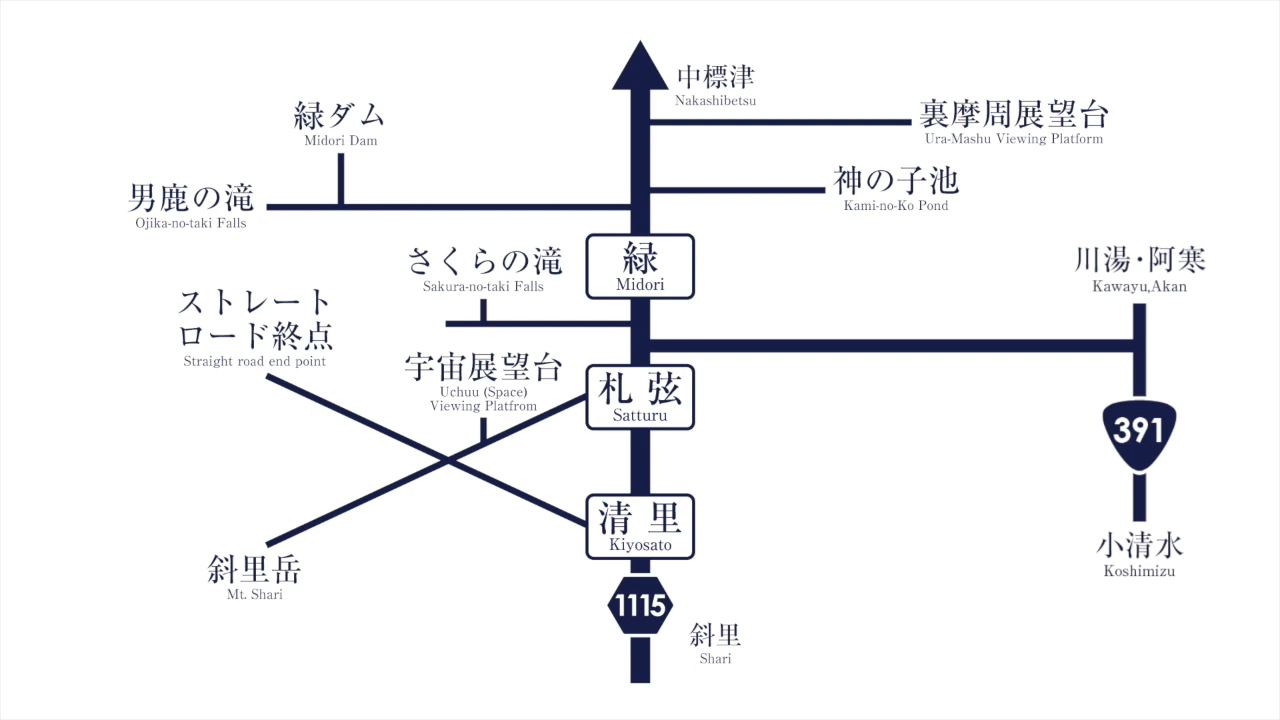 中標津
Nakashibetsu
裏摩周展望台
Ura-Mashu Viewing Platform
緑ダム
Midori Dam
神の子池
Kami-no-Ko Pond
男鹿の滝
Ojika-no-taki Falls
緑
Midori
さくらの滝
Sakura-no-taki Falls
川湯・阿寒
Kawayu,Akan
ストレート
ロード終点
Straight road end point
宇宙展望台
Uchuu (Space)
Viewing Platfrom
札弦
Satturu
391
清里
Kiyosato
小清水
Koshimizu
斜里岳
Mt. Shari
1115
斜里
Shari